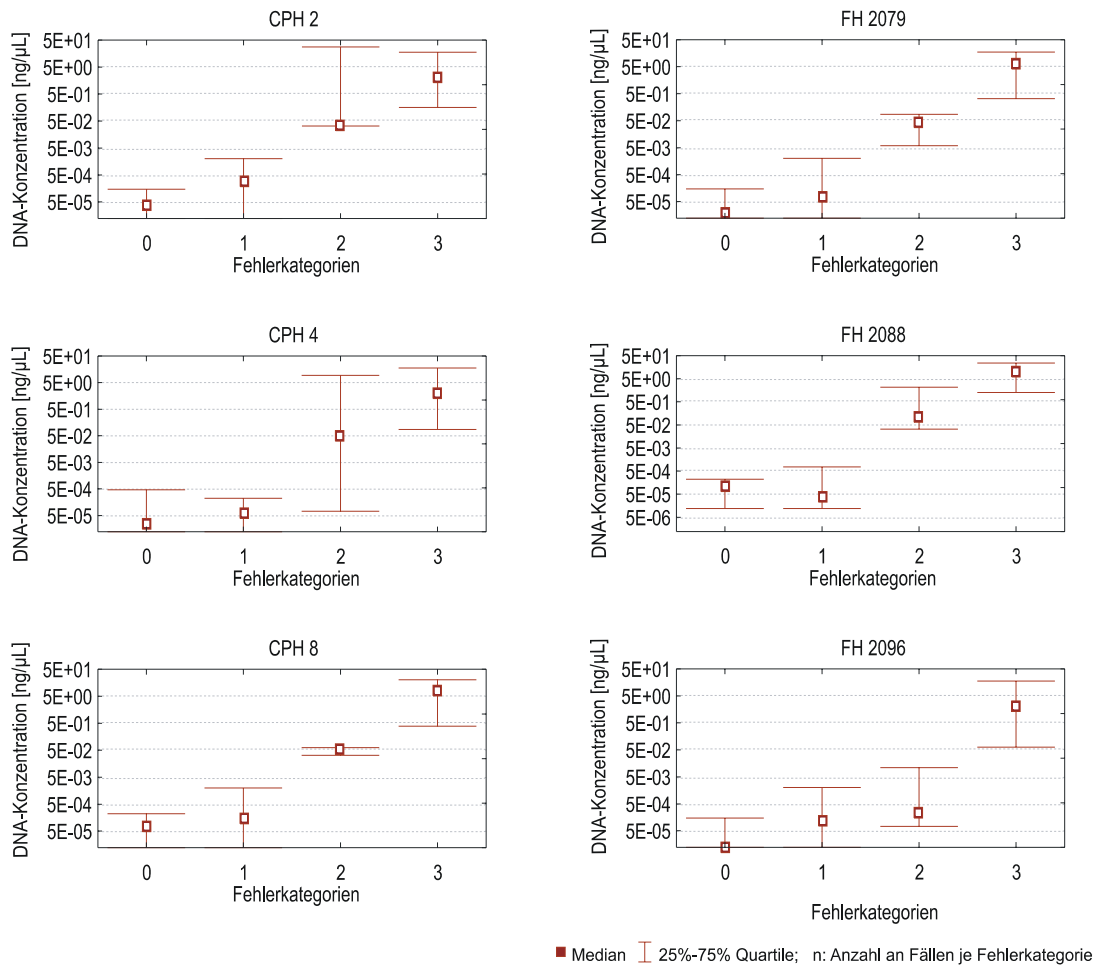 CPH 2
DNA-Konzentration [ng/µL]
5E+01
5E+00
5E-01
5E-02
5E-03
5E-04
5E-05
0 1 2 3
Fehlerkategorien
FH 2079
DNA-Konzentration [ng/µL]
5E+01
5E+00
5E-01
5E-02
5E-03
5E-04
5E-05
0 1 2 3
Fehlerkategorien
CPH 4
DNA-Konzentration [ng/µL]
5E+01
5E+00
5E-01
5E-02
5E-03
5E-04
5E-05
0 1 2 3
Fehlerkategorien
FH 2088
DNA-Konzentration [ng/µL]
5E+01
5E+00
5E-01
5E-02
5E-03
5E-04
5E-05
5E-06
0 1 2 3
Fehlerkategorien
CPH 8
DNA-Konzentration [ng/µL]
5E+01
5E+00
5E-01
5E-02
5E-03
5E-04
5E-05
0 1 2 3
Fehlerkategorien
FH 2096
DNA-Konzentration [ng/µL]
5E+01
5E+00
5E-01
5E-02
5E-03
5E-04
5E-05
0 1 2 3
Fehlerkategorien
Median 25%-75% Quartile; n: Anzahl an Fällen je Fehlerkategorie